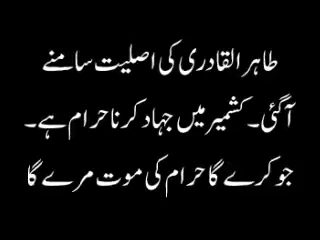 طاہر القادری کی اصلیت سامنے
آگئی۔ کشمیر میں جہاد کرنا حرام ہے۔
جو کرے گا حرام کی موت مرے گا